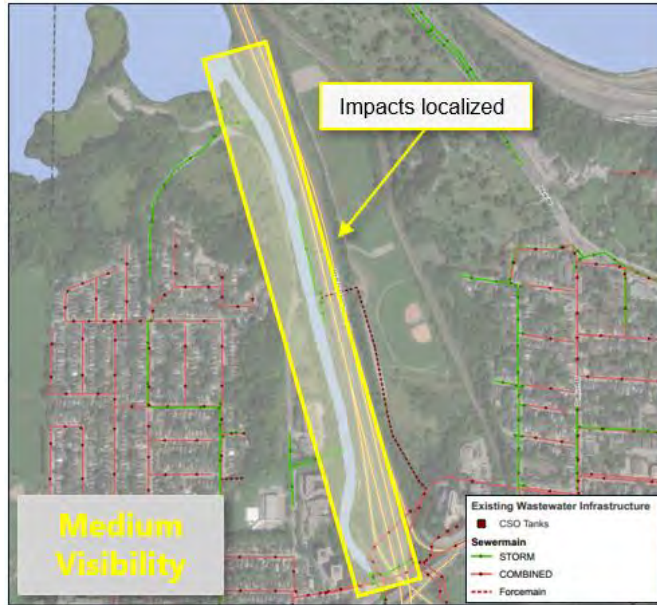 Impacts localized
Medium
Visibility
Existing Wastewater Infrastructure
CSO Tanks
Sewermain
STORM
COMBINED
Forcemain